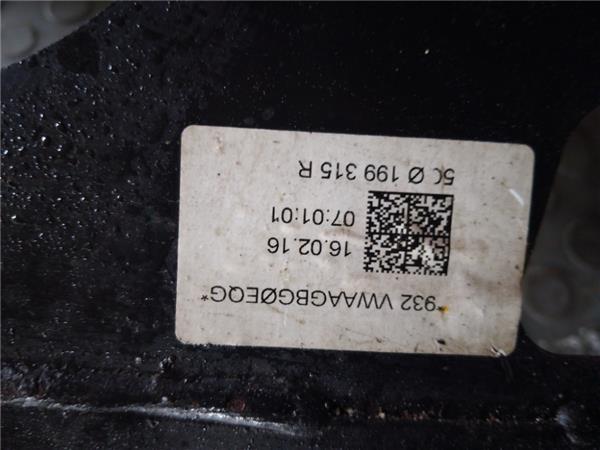 *932 VWAAGBGØEQG*
16.02.16
07:01:01
5C Ø 199 315 R